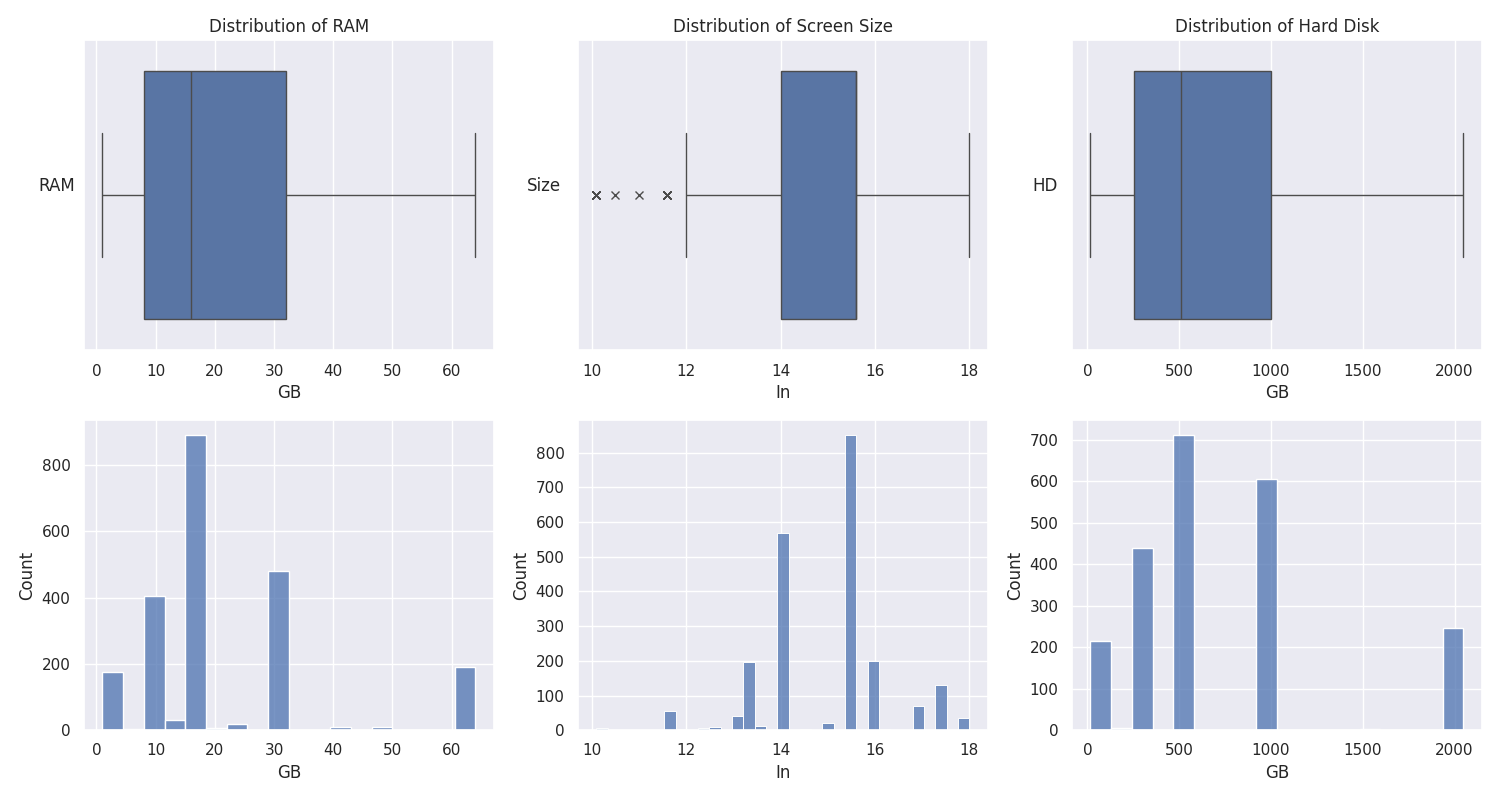 Distribution of RAM
Distribution of Screen Size
Distribution of Hard Disk
RAM
Size
HD
0 10 20 30 40 50 60
10 12 14 16 18
0 500 1000 1500 2000
GB
In
GB
800
600
400
200
0
Count
0 10 20 30 40 50 60
GB
800
700
600
500
400
300
200
100
0
Count
10 12 14 16 18
In
700
600
500
400
300
200
100
0
Count
0 500 1000 1500 2000
GB